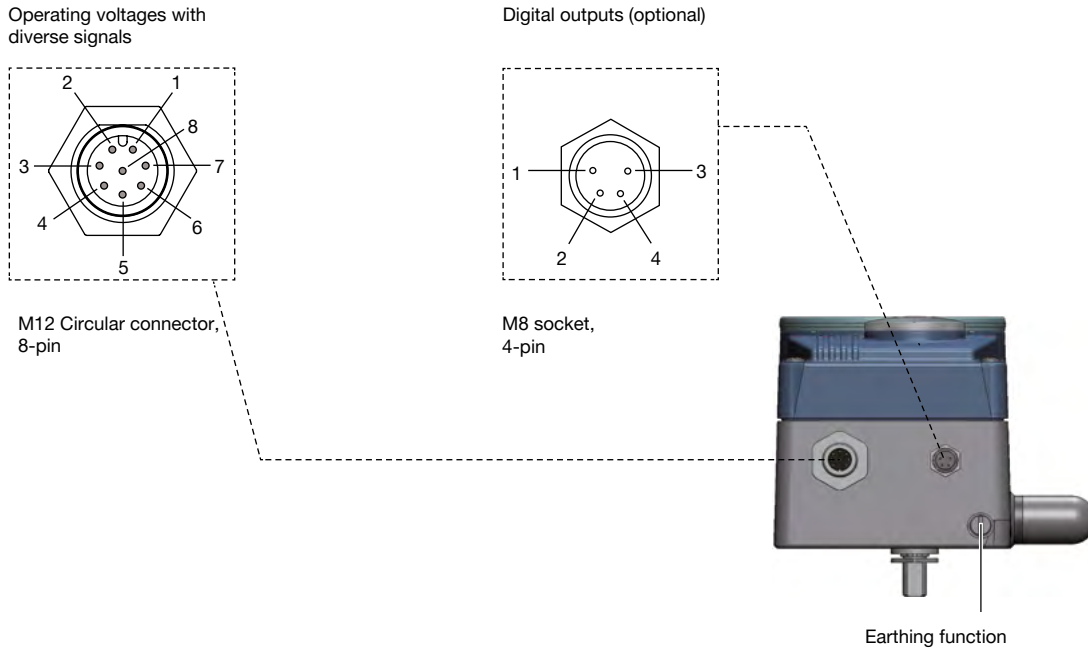 Operating voltages with
diverse signals
Digital outputs (optional)
2
1
8
3
7
4
6
5
1
3
2
4
M12 Circular connector,
8-pin
M8 socket,
4-pin
Earthing function